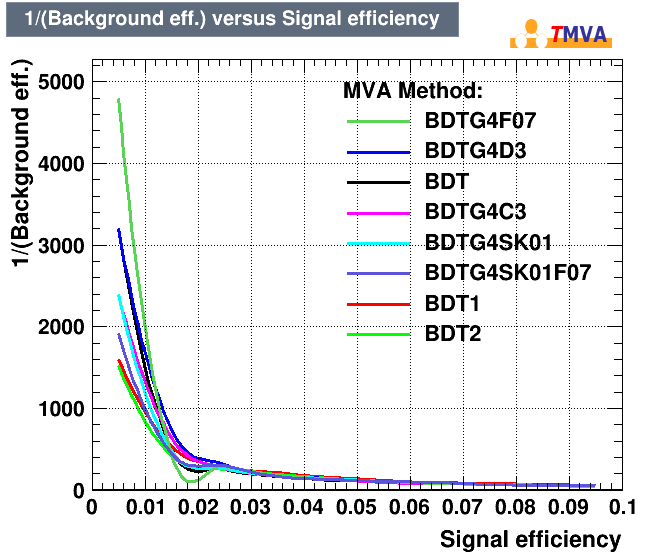 1/(Background eff.) versus Signal efficiency
TMVA
1/(Background eff.)
5000
4000
3000
2000
1000
0
MVA Method:
BDTG4F07
BDTG4D3
BDT
BDTG4C3
BDTG4SK01
BDTG4SK01F07
BDT1
BDT2
0 0.01 0.02 0.03 0.04 0.05 0.06 0.07 0.08 0.09 0.1
Signal efficiency